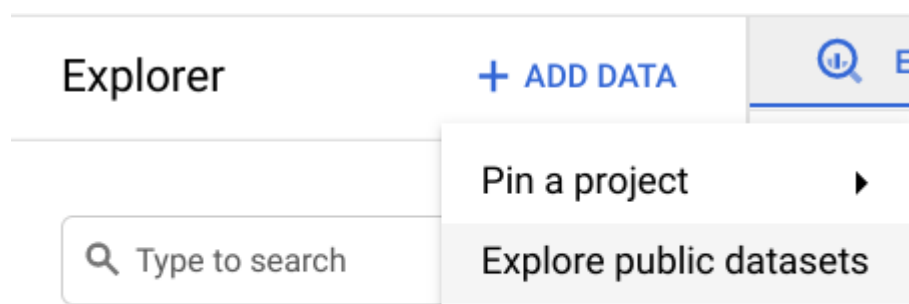 Explorer
+ ADD DATA
E
Pin a project
Type to search
Explore public datasets